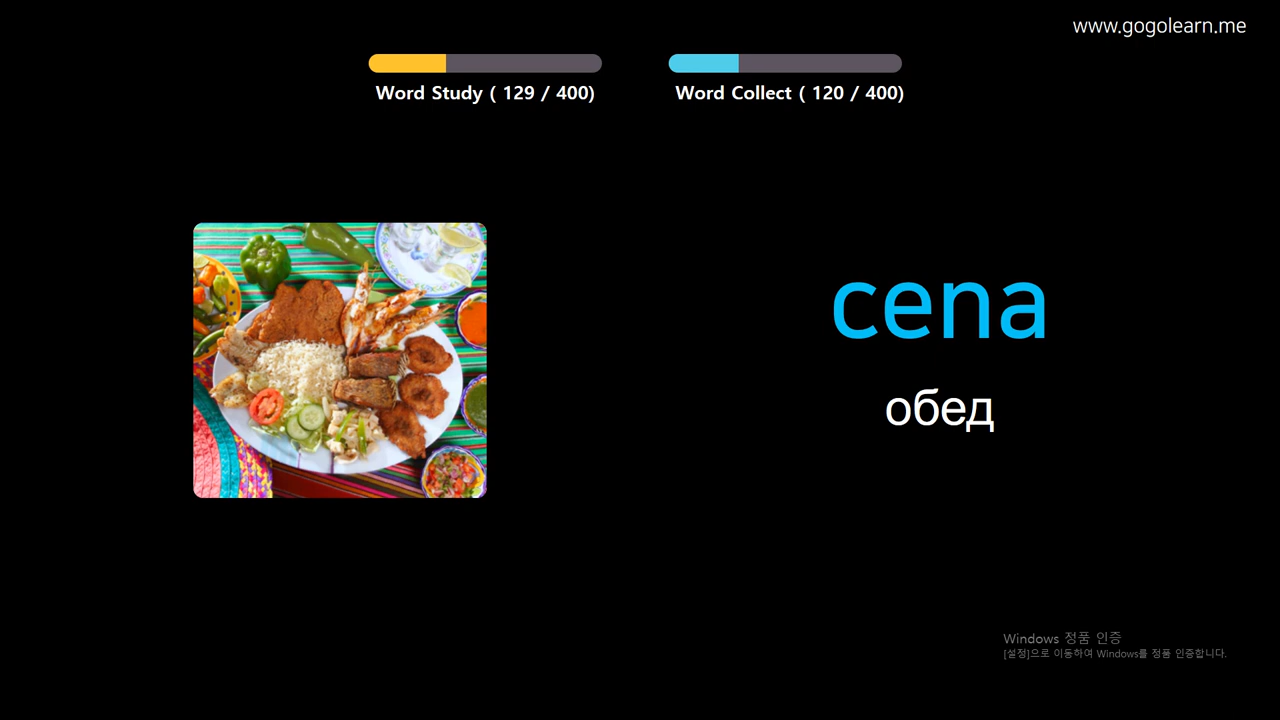 www.gogolearn.me
Word Study ( 129 / 400)
Word Collect ( 120 / 400)
cena
обед
Windows 정품 인증
[설정]으로 이동하여 Windows를 정품 인증합니다.